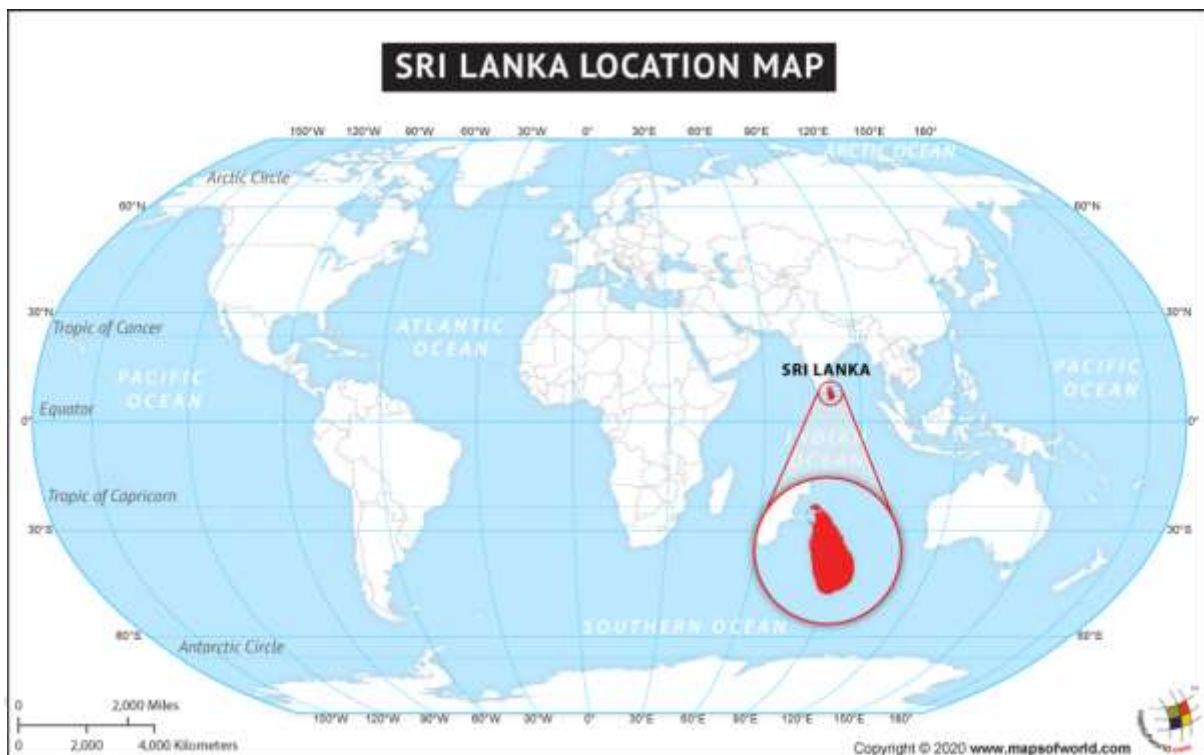 SRI LANKA LOCATION MAP
150°W 120°W 90°W 60°W 30°W 0° 30°E 60°E 90°E 120°E 150°E 180°
ARCTIC OCEAN
Arctic Circle
60°N 60°N
30°N 30°N
Tropic of Cancer
ATLANTIC
OCEAN
SRI LANKA
PACIFIC
OCEAN
PACIFIC
OCEAN
Equator
0° 0°
INDIAN
OCEAN
Tropic of Capricorn
30°S 30°S
SOUTHERN OCEAN
60°S 60°S
Antarctic Circle
0 2,000 Miles
0 2,000 4,000 Kilometers
150°W 120°W 90°W 60°W 30°W 0° 30°E 60°E 90°E 120°E 150°E 180°
Copyright © 2020 www.mapsofworld.com